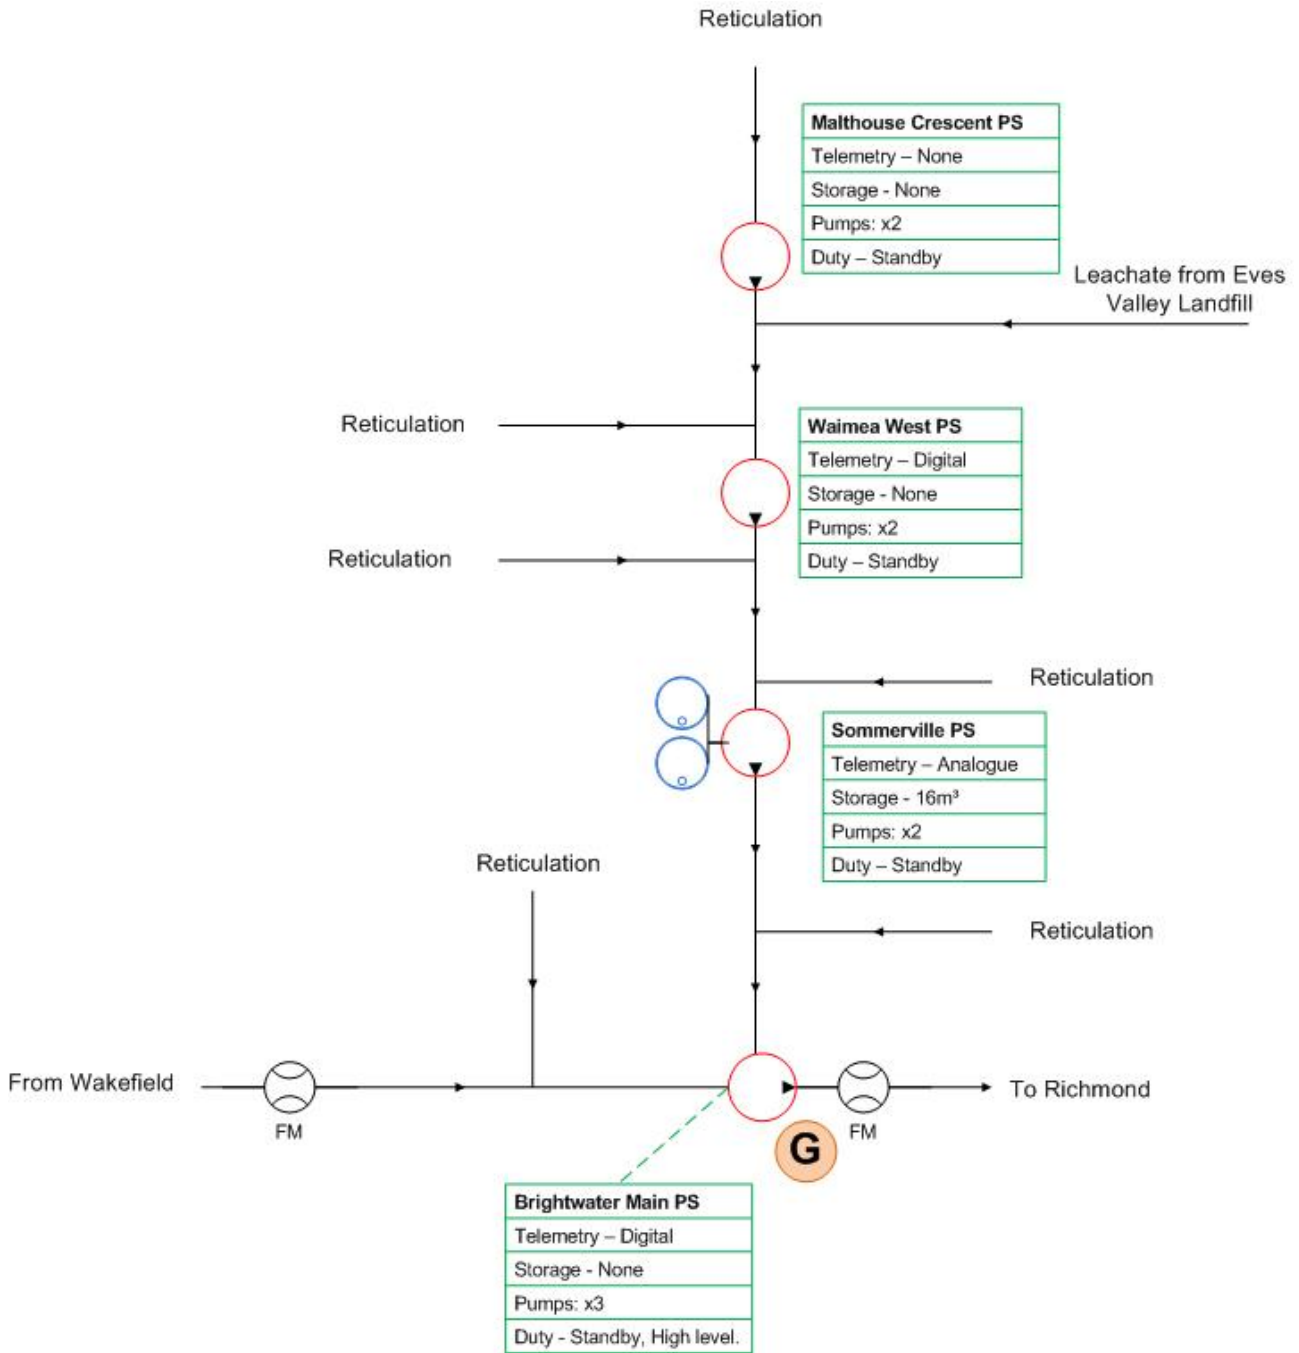 Reticulation
Malthouse Crescent PS
Telemetry – None
Storage - None
Pumps: x2
Duty – Standby
Leachate from Eves
Valley Landfill
Reticulation
Waimea West PS
Telemetry – Digital
Storage - None
Pumps: x2
Duty – Standby
Reticulation
Reticulation
Sommerville PS
Telemetry – Analogue
Storage - 16m³
Pumps: x2
Duty – Standby
Reticulation
Reticulation
From Wakefield
FM
To Richmond
FM
G
Brightwater Main PS
Telemetry – Digital
Storage - None
Pumps: x3
Duty - Standby, High level.